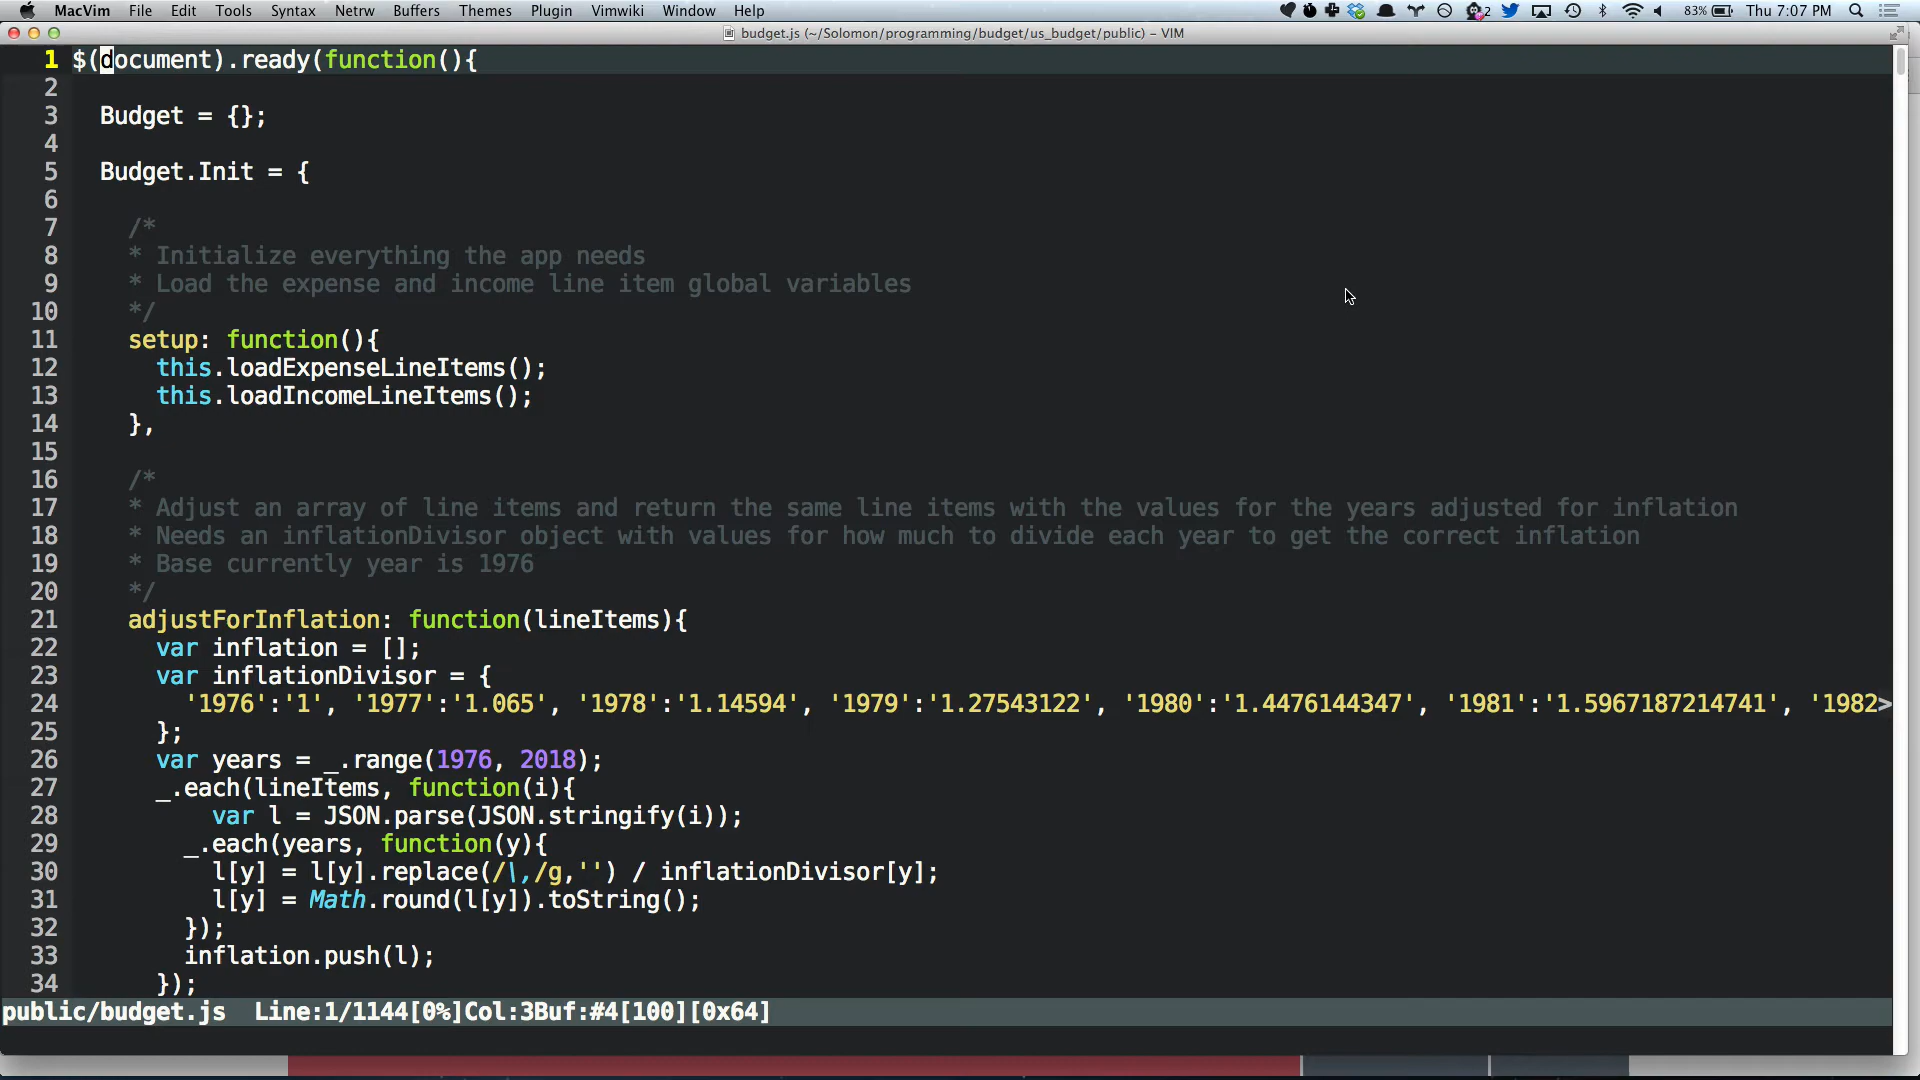 MacVim File Edit Tools Syntax Netrw Buffers Themes Plugin Vimwiki Window Help 2 83% Thu 7:07 PM
budget.js (~/Solomon/programming/budget/us_budget/public) – VIM
1 $(document).ready(function(){
2
3 Budget = {};
4
5 Budget.Init = {
6
7 /*
8 * Initialize everything the app needs
9 * Load the expense and income line item global variables
10 */
11 setup: function(){
12 this.loadExpenseLineItems();
13 this.loadIncomeLineItems();
14 },
15
16 /*
17 * Adjust an array of line items and return the same line items with the values for the years adjusted for inflation
18 * Needs an inflationDivisor object with values for how much to divide each year to get the correct inflation
19 * Base currently year is 1976
20 */
21 adjustForInflation: function(lineItems){
22 var inflation = [];
23 var inflationDivisor = {
24 '1976':'1', '1977':'1.065', '1978':'1.14594', '1979':'1.27543122', '1980':'1.4476144347', '1981':'1.5967187214741', '1982>
25 };
26 var years = _.range(1976, 2018);
27 _.each(lineItems, function(i){
28 var l = JSON.parse(JSON.stringify(i));
29 _.each(years, function(y){
30 l[y] = l[y].replace(/\,/g,'') / inflationDivisor[y];
31 l[y] = Math.round(l[y]).toString();
32 });
33 inflation.push(l);
34 });
public/budget.js Line:1/1144[0%]Col:3Buf:#4[100][0x64]